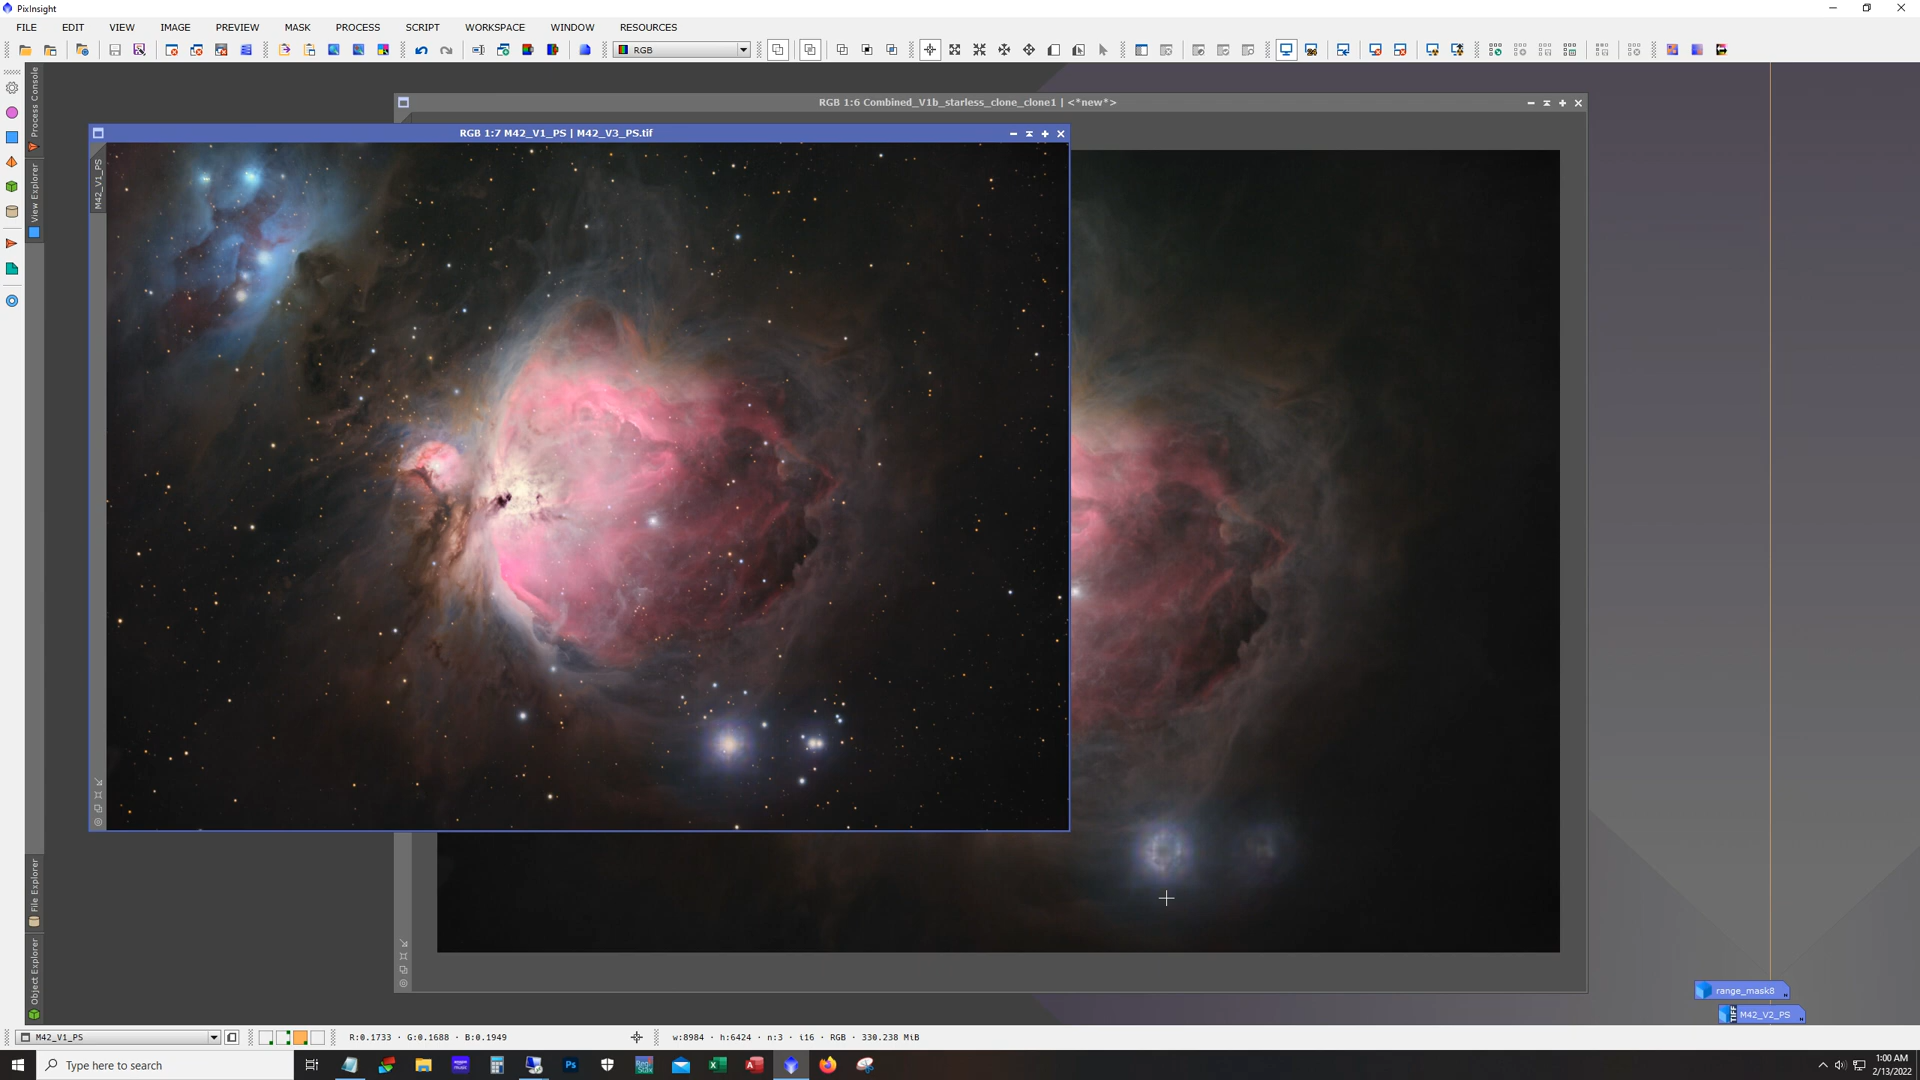 PixInsight
FILE EDIT VIEW IMAGE PREVIEW MASK PROCESS SCRIPT WORKSPACE WINDOW RESOURCES
RGB
Process Console
View Explorer
File Explorer
Object Explorer
RGB 1:6 Combined_V1b_starless_clone_clone1 | <*new*>
RGB 1:7 M42_V1_PS | M42_V3_PS.tif
M42_V1_PS
range_mask8
TIFF
M42_V2_PS
M42_V1_PS
R:0.1733 · G:0.1688 · B:0.1949
w:8984 · h:6424 · n:3 · i16 · RGB · 330.238 MiB
Type here to search
Ps
1:00 AM
2/13/2022